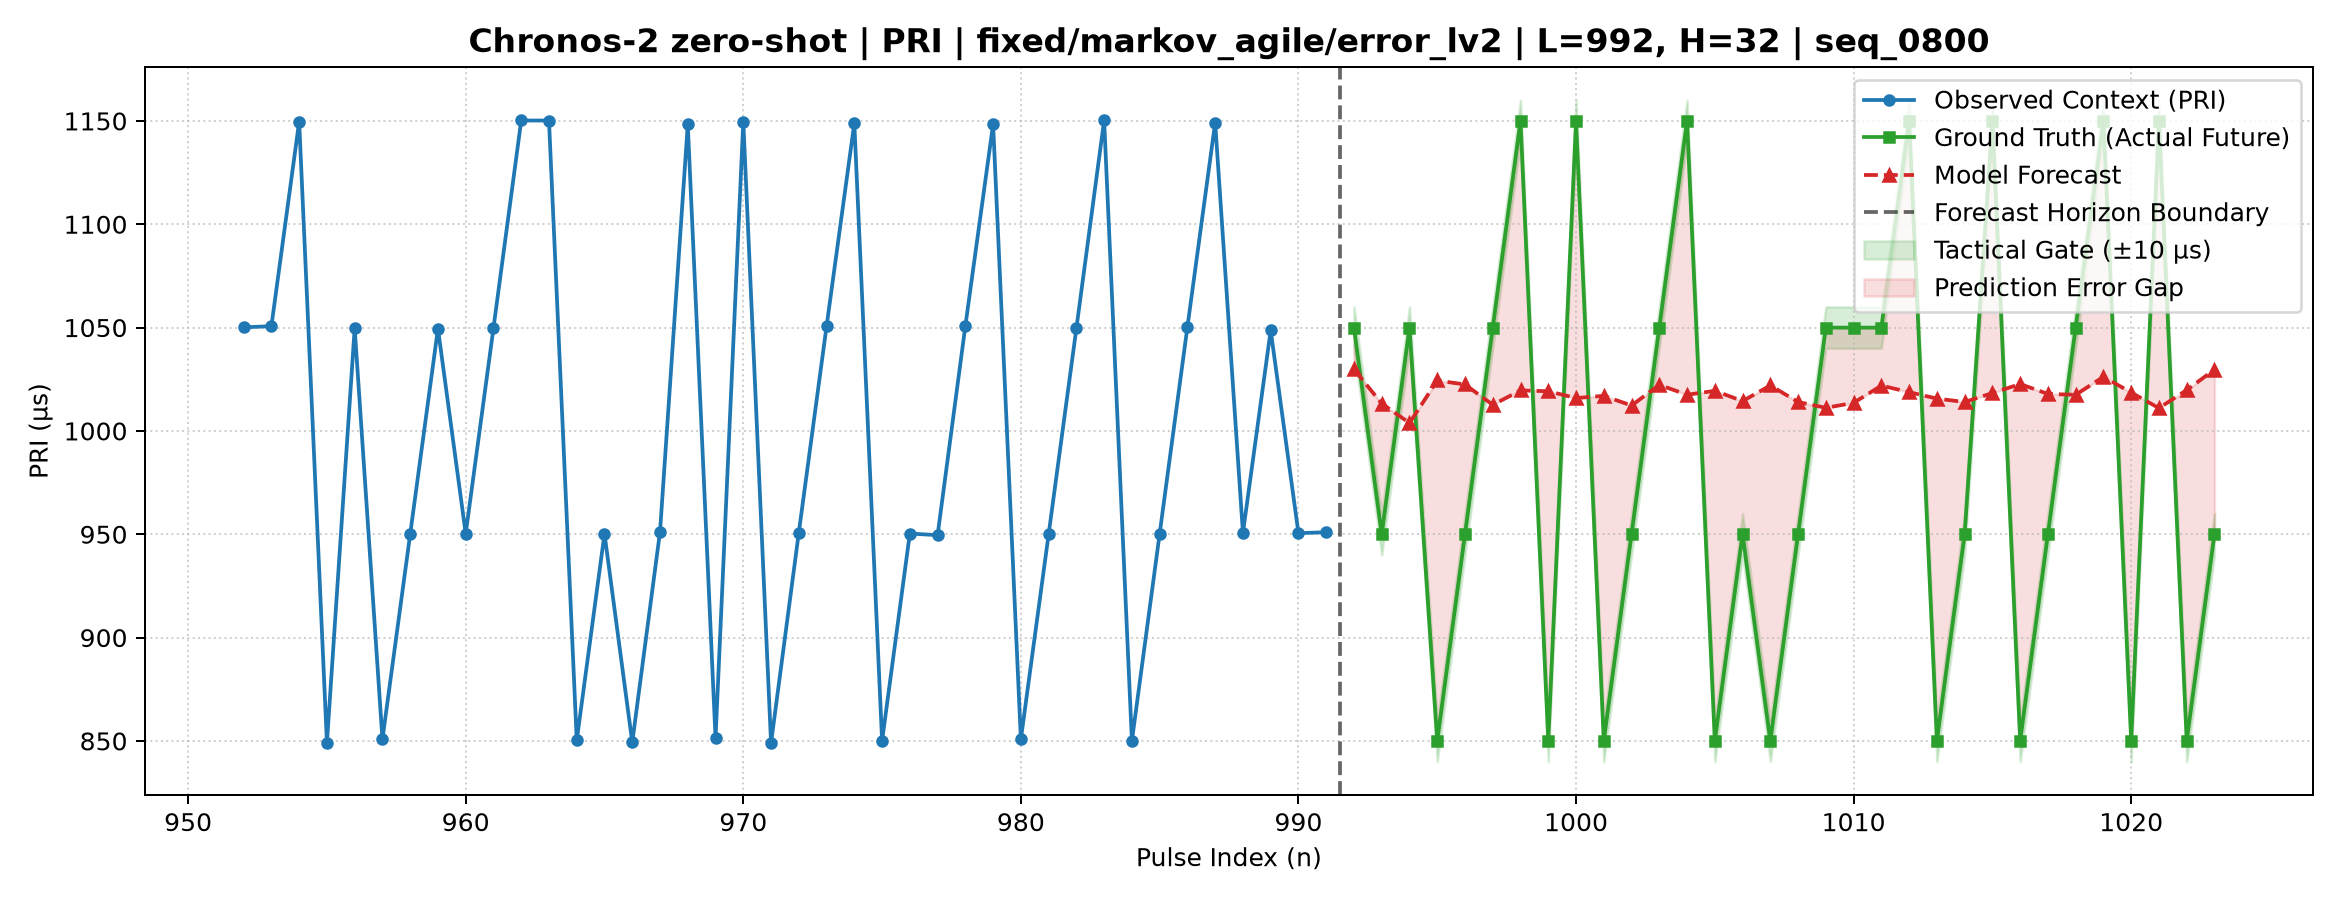 Chronos-2 zero-shot | PRI | fixed/markov_agile/error_lv2 | L=992, H=32 | seq_0800
1150
1100
1050
1000
950
900
850
PRI (µs)
Observed Context (PRI)
Ground Truth (Actual Future)
Model Forecast
Forecast Horizon Boundary
Tactical Gate (±10 µs)
Prediction Error Gap
950 960 970 980 990 1000 1010 1020
Pulse Index (n)